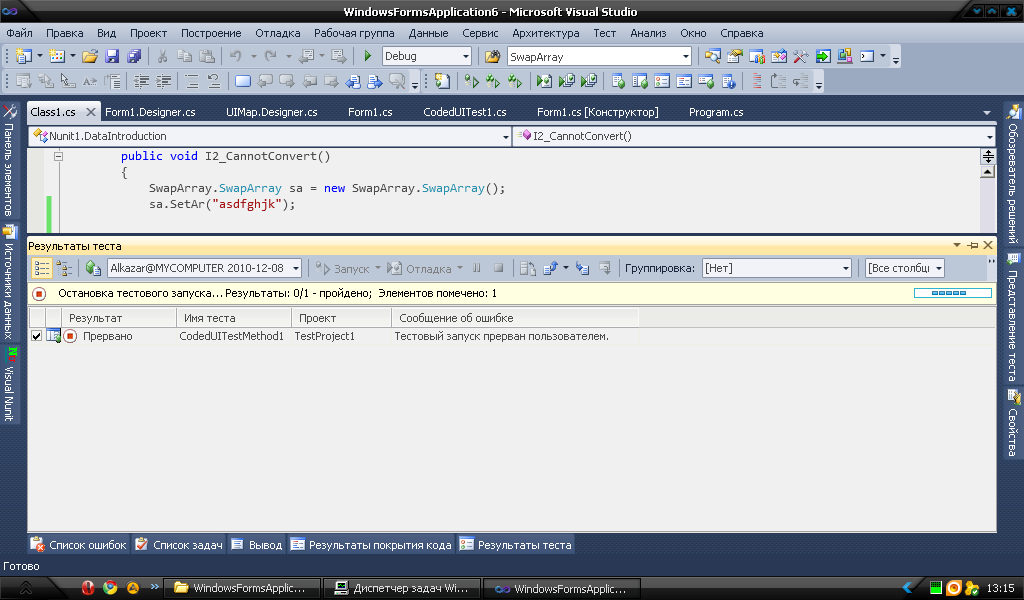 WindowsFormsApplication6 - Microsoft Visual Studio
Файл Правка Вид Проект Построение Отладка Рабочая группа Данные Сервис Архитектура Тест Анализ Окно Справка
Debug SwapArray
Class1.cs Form1.Designer.cs UIMap.Designer.cs Form1.cs CodedUITest1.cs Form1.cs [Конструктор] Program.cs
Nunit1.DataIntroduction I2_CannotConvert()
public void I2_CannotConvert()
{
SwapArray.SwapArray sa = new SwapArray.SwapArray();
sa.SetAr("asdfghjk");
Результаты теста
Alkazar@MYCOMPUTER 2010-12-08 Запуск Отладка Группировка: [Нет] [Все столбц
Остановка тестового запуска... Результаты: 0/1 - пройдено; Элементов помечено: 1
Результат Имя теста Проект Сообщение об ошибке
Прервано CodedUITestMethod1 TestProject1 Тестовый запуск прерван пользователем.
Панель элементов
Источники данных
Visual Nunit
Обозреватель решений
Представление теста
Свойства
Список ошибок Список задач Вывод Результаты покрытия кода Результаты теста
Готово
WindowsFormsApplic... Диспетчер задач Wi... WindowsFormsApplic... 13:15